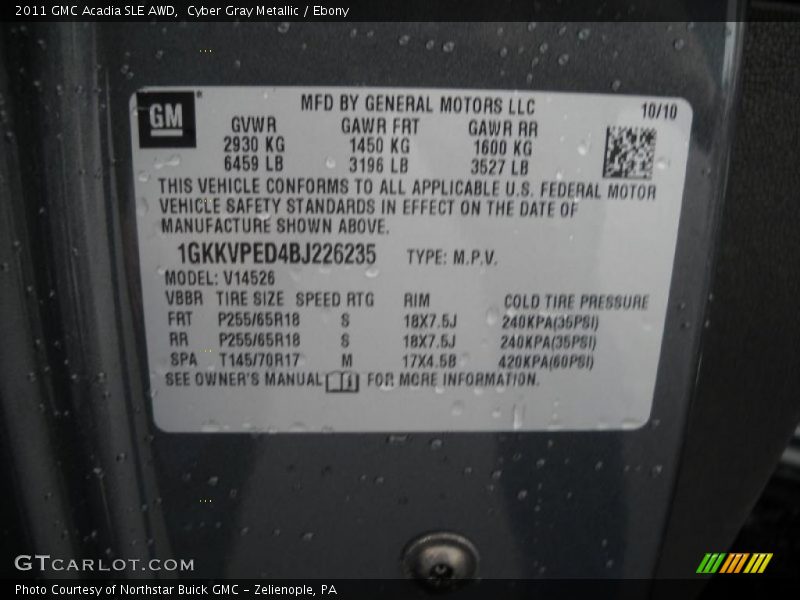 2011 GMC Acadia SLE AWD, Cyber Gray Metallic / Ebony
GM
MFD BY GENERAL MOTORS LLC 10/10
GVWR GAWR FRT GAWR RR
2930 KG 1450 KG 1600 KG
6459 LB 3196 LB 3527 LB
THIS VEHICLE CONFORMS TO ALL APPLICABLE U.S. FEDERAL MOTOR
VEHICLE SAFETY STANDARDS IN EFFECT ON THE DATE OF
MANUFACTURE SHOWN ABOVE.
1GKKVPED4BJ226235 TYPE: M.P.V.
MODEL: V14526
VBBR TIRE SIZE SPEED RTG RIM COLD TIRE PRESSURE
FRT P255/65R18 S 18X7.5J 240KPA(35PSI)
RR P255/65R18 S 18X7.5J 240KPA(35PSI)
SPA T145/70R17 M 17X4.5B 420KPA(60PSI)
SEE OWNER'S MANUAL FOR MORE INFORMATION.
GTCARLOT.COM
Photo Courtesy of Northstar Buick GMC - Zelienople, PA